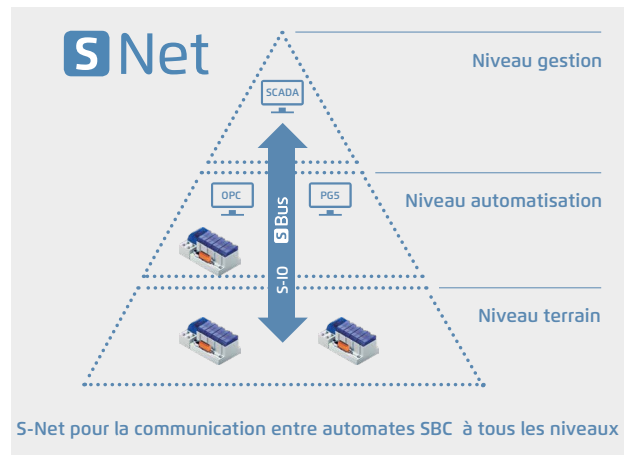 S Net
Niveau gestion
SCADA
Niveau automatisation
OPC
PG5
S-IO S Bus
Niveau terrain
S-Net pour la communication entre automates SBC à tous les niveaux